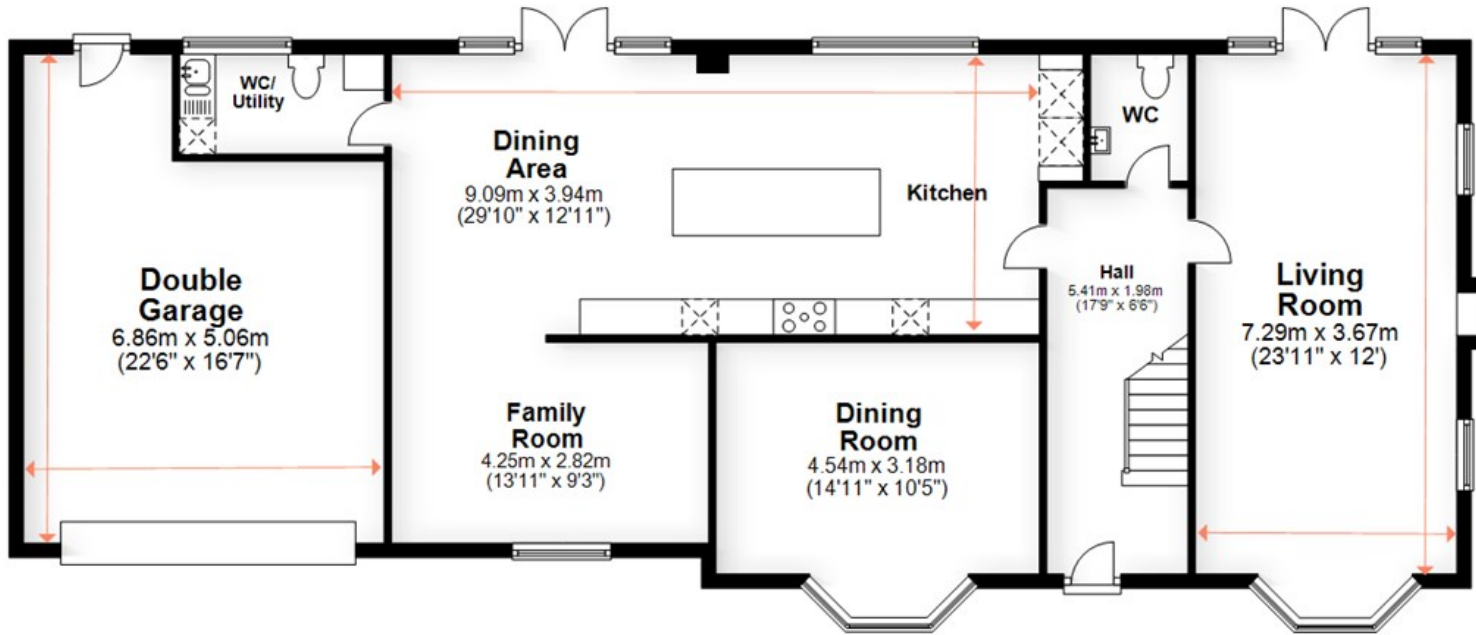 WC/
Utility
Dining
Area
9.09m x 3.94m
(29'10" x 12'11")
Kitchen
WC
Double
Garage
6.86m x 5.06m
(22'6" x 16'7")
Hall
5.41m x 1.98m
(17'9" x 6'6")
Living
Room
7.29m x 3.67m
(23'11" x 12')
Family
Room
4.25m x 2.82m
(13'11" x 9'3")
Dining
Room
4.54m x 3.18m
(14'11" x 10'5")